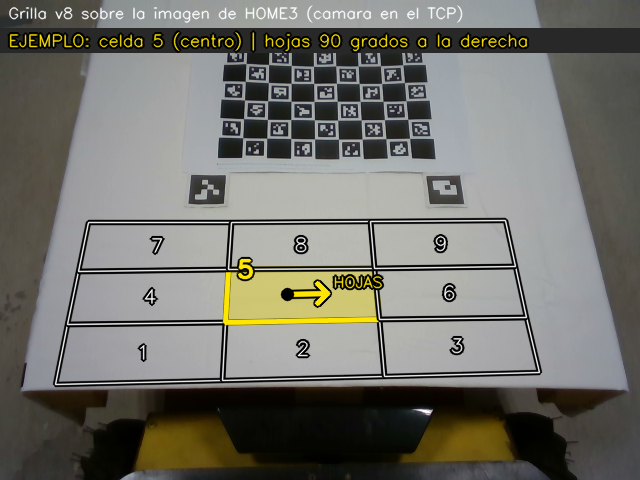 Grilla v8 sobre la imagen de HOME3 (camara en el TCP)
EJEMPLO: celda 5 (centro) | hojas 90 grados a la derecha
7 8 9
5
HOJAS
4 6
1 2 3